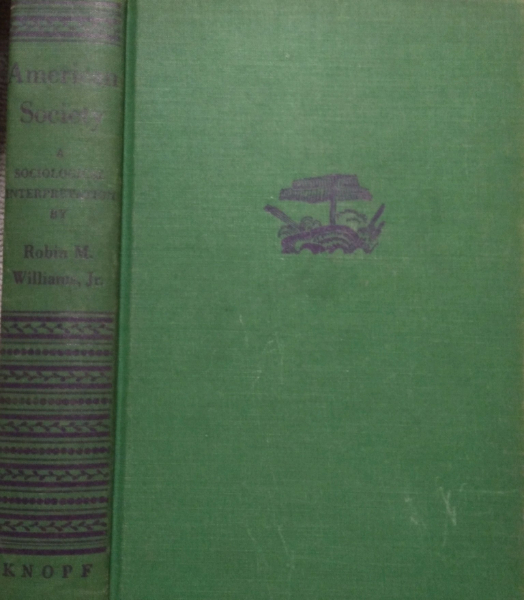 American
Society
A
SOCIOLOGICAL
INTERPRETATION
BY
Robin M.
Williams, Jr.
KNOPF